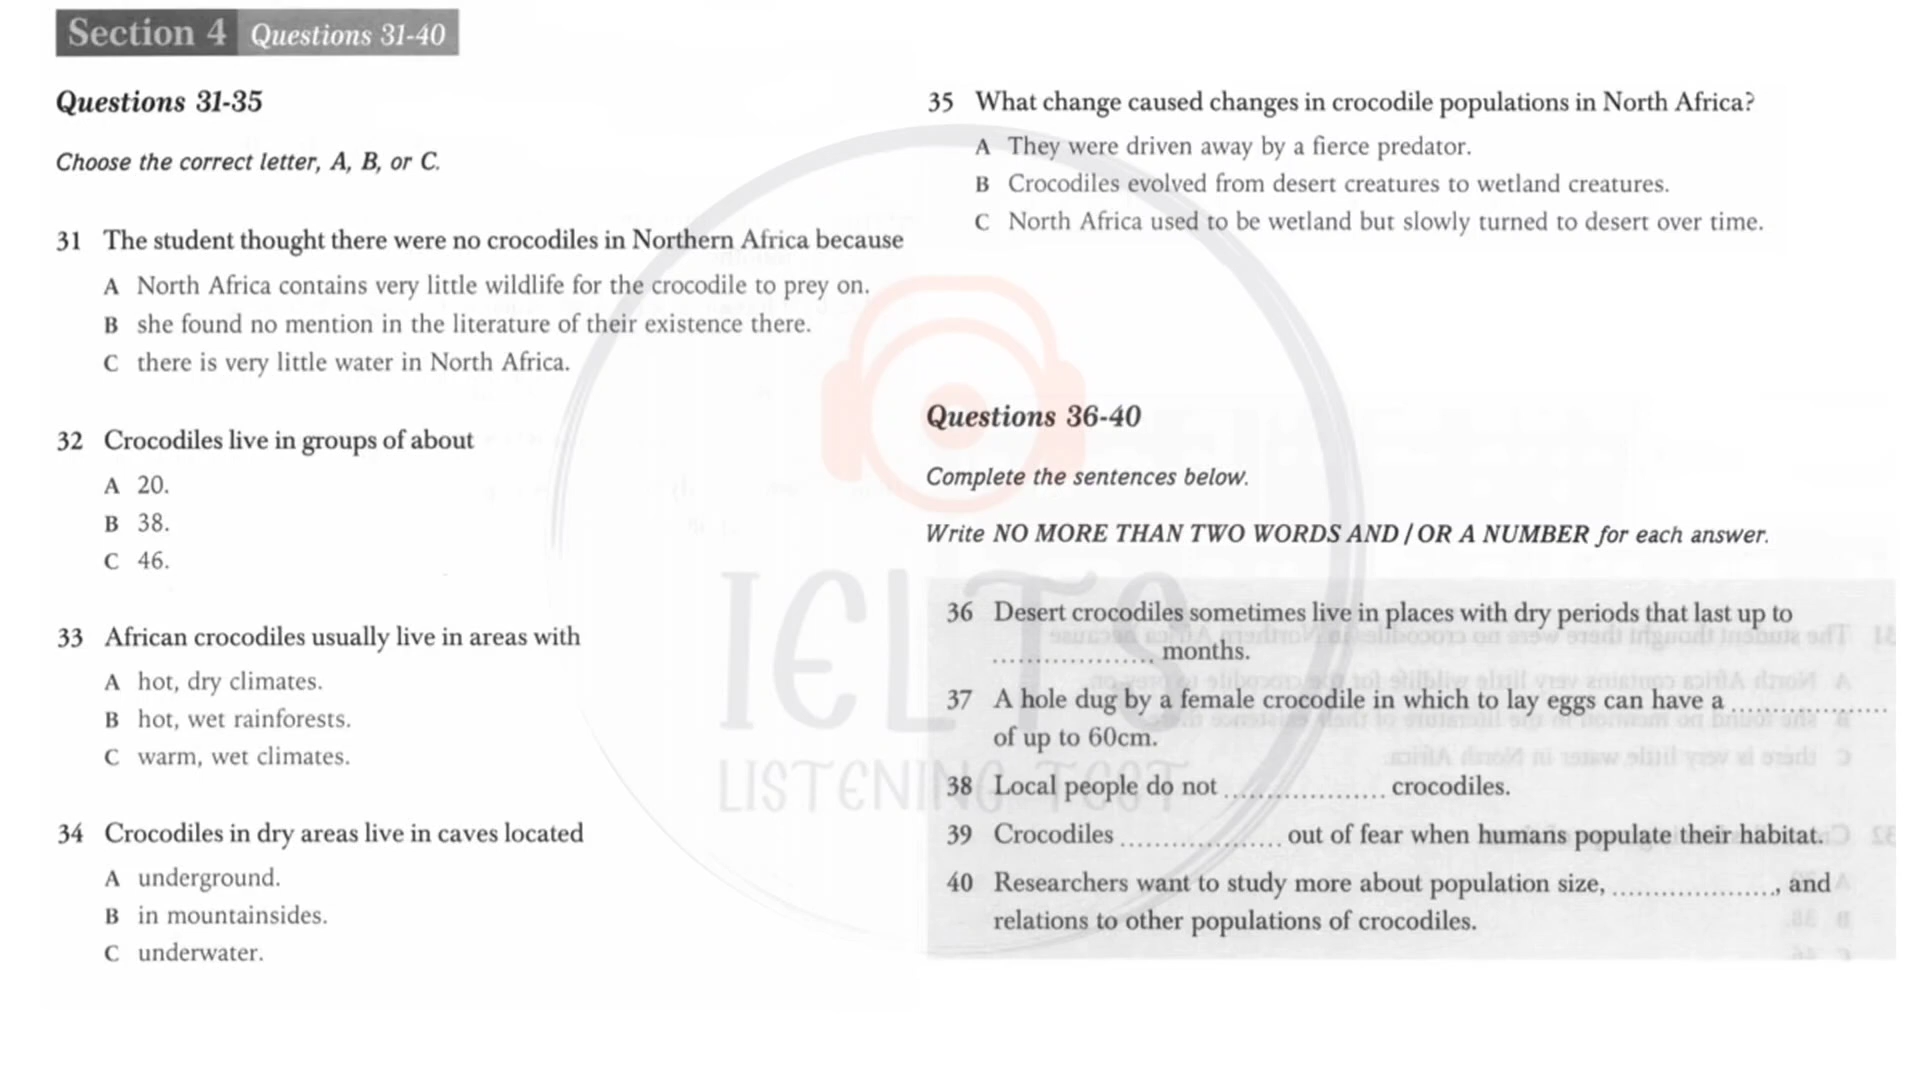 Section 4 Questions 31-40
Questions 31-35
Choose the correct letter, A, B, or C.
31 The student thought there were no crocodiles in Northern Africa because
A North Africa contains very little wildlife for the crocodile to prey on.
B she found no mention in the literature of their existence there.
C there is very little water in North Africa.
32 Crocodiles live in groups of about
A 20.
B 38.
C 46.
33 African crocodiles usually live in areas with
A hot, dry climates.
B hot, wet rainforests.
C warm, wet climates.
34 Crocodiles in dry areas live in caves located
A underground.
B in mountainsides.
C underwater.
35 What change caused changes in crocodile populations in North Africa?
A They were driven away by a fierce predator.
B Crocodiles evolved from desert creatures to wetland creatures.
C North Africa used to be wetland but slowly turned to desert over time.
Questions 36-40
Complete the sentences below.
Write NO MORE THAN TWO WORDS AND / OR A NUMBER for each answer.
36 Desert crocodiles sometimes live in places with dry periods that last up to
.................. months.
37 A hole dug by a female crocodile in which to lay eggs can have a ..................
of up to 60cm.
38 Local people do not .................. crocodiles.
39 Crocodiles .................. out of fear when humans populate their habitat.
40 Researchers want to study more about population size, .................., and
relations to other populations of crocodiles.
IELTS
LISTENING TEST